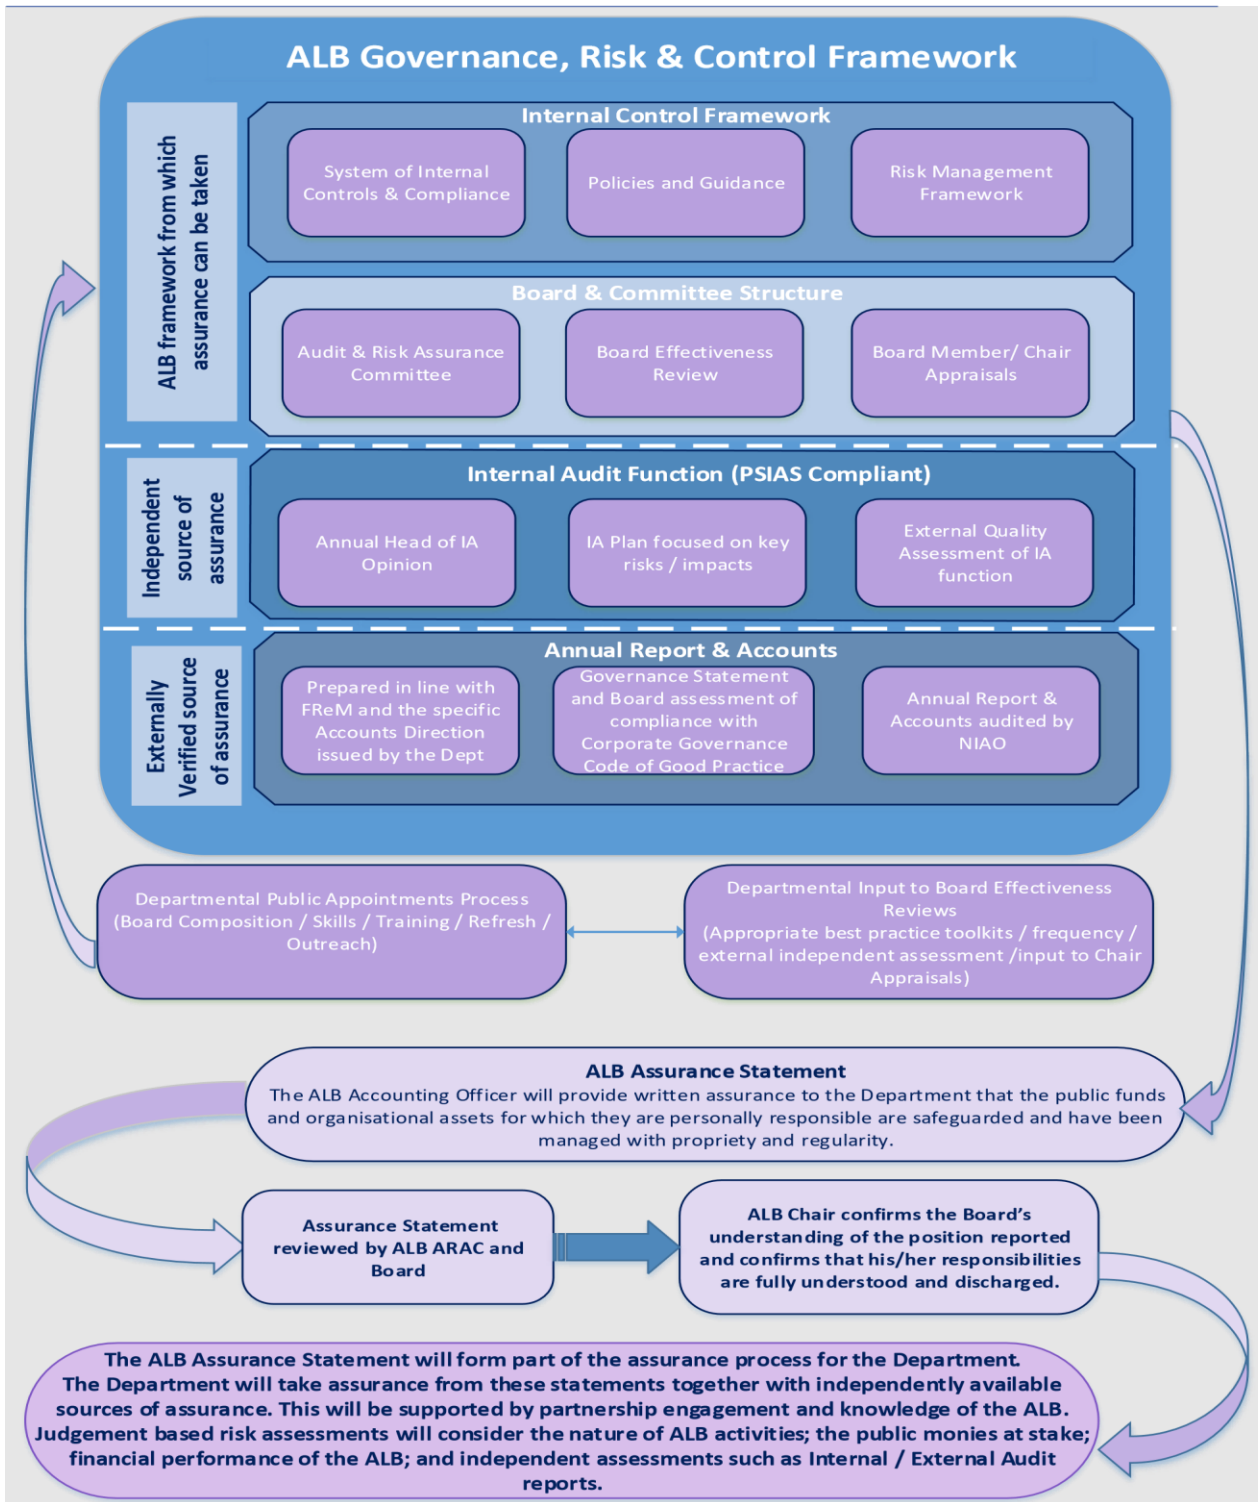 ALB Governance, Risk & Control Framework
ALB framework from which
assurance can be taken
Internal Control Framework
System of Internal
Controls & Compliance
Policies and Guidance
Risk Management
Framework
Board & Committee Structure
Audit & Risk Assurance
Committee
Board Effectiveness
Review
Board Member/ Chair
Appraisals
Independent
source of
assurance
Internal Audit Function (PSIAS Compliant)
Annual Head of IA
Opinion
IA Plan focused on key
risks / impacts
External Quality
Assessment of IA
function
Externally
Verified source
of assurance
Annual Report & Accounts
Prepared in line with
FReM and the specific
Accounts Direction
issued by the Dept
Governance Statement
and Board assessment of
compliance with
Corporate Governance
Code of Good Practice
Annual Report &
Accounts audited by
NIAO
Departmental Public Appointments Process
(Board Composition / Skills / Training / Refresh /
Outreach)
Departmental Input to Board Effectiveness
Reviews
(Appropriate best practice toolkits / frequency /
external independent assessment /input to Chair
Appraisals)
ALB Assurance Statement
The ALB Accounting Officer will provide written assurance to the Department that the public funds
and organisational assets for which they are personally responsible are safeguarded and have been
managed with propriety and regularity.
Assurance Statement
reviewed by ALB ARAC and
Board
ALB Chair confirms the Board's
understanding of the position reported
and confirms that his/her responsibilities
are fully understood and discharged.
The ALB Assurance Statement will form part of the assurance process for the Department.
The Department will take assurance from these statements together with independently available
sources of assurance. This will be supported by partnership engagement and knowledge of the ALB.
Judgement based risk assessments will consider the nature of ALB activities; the public monies at stake;
financial performance of the ALB; and independent assessments such as Internal / External Audit
reports.